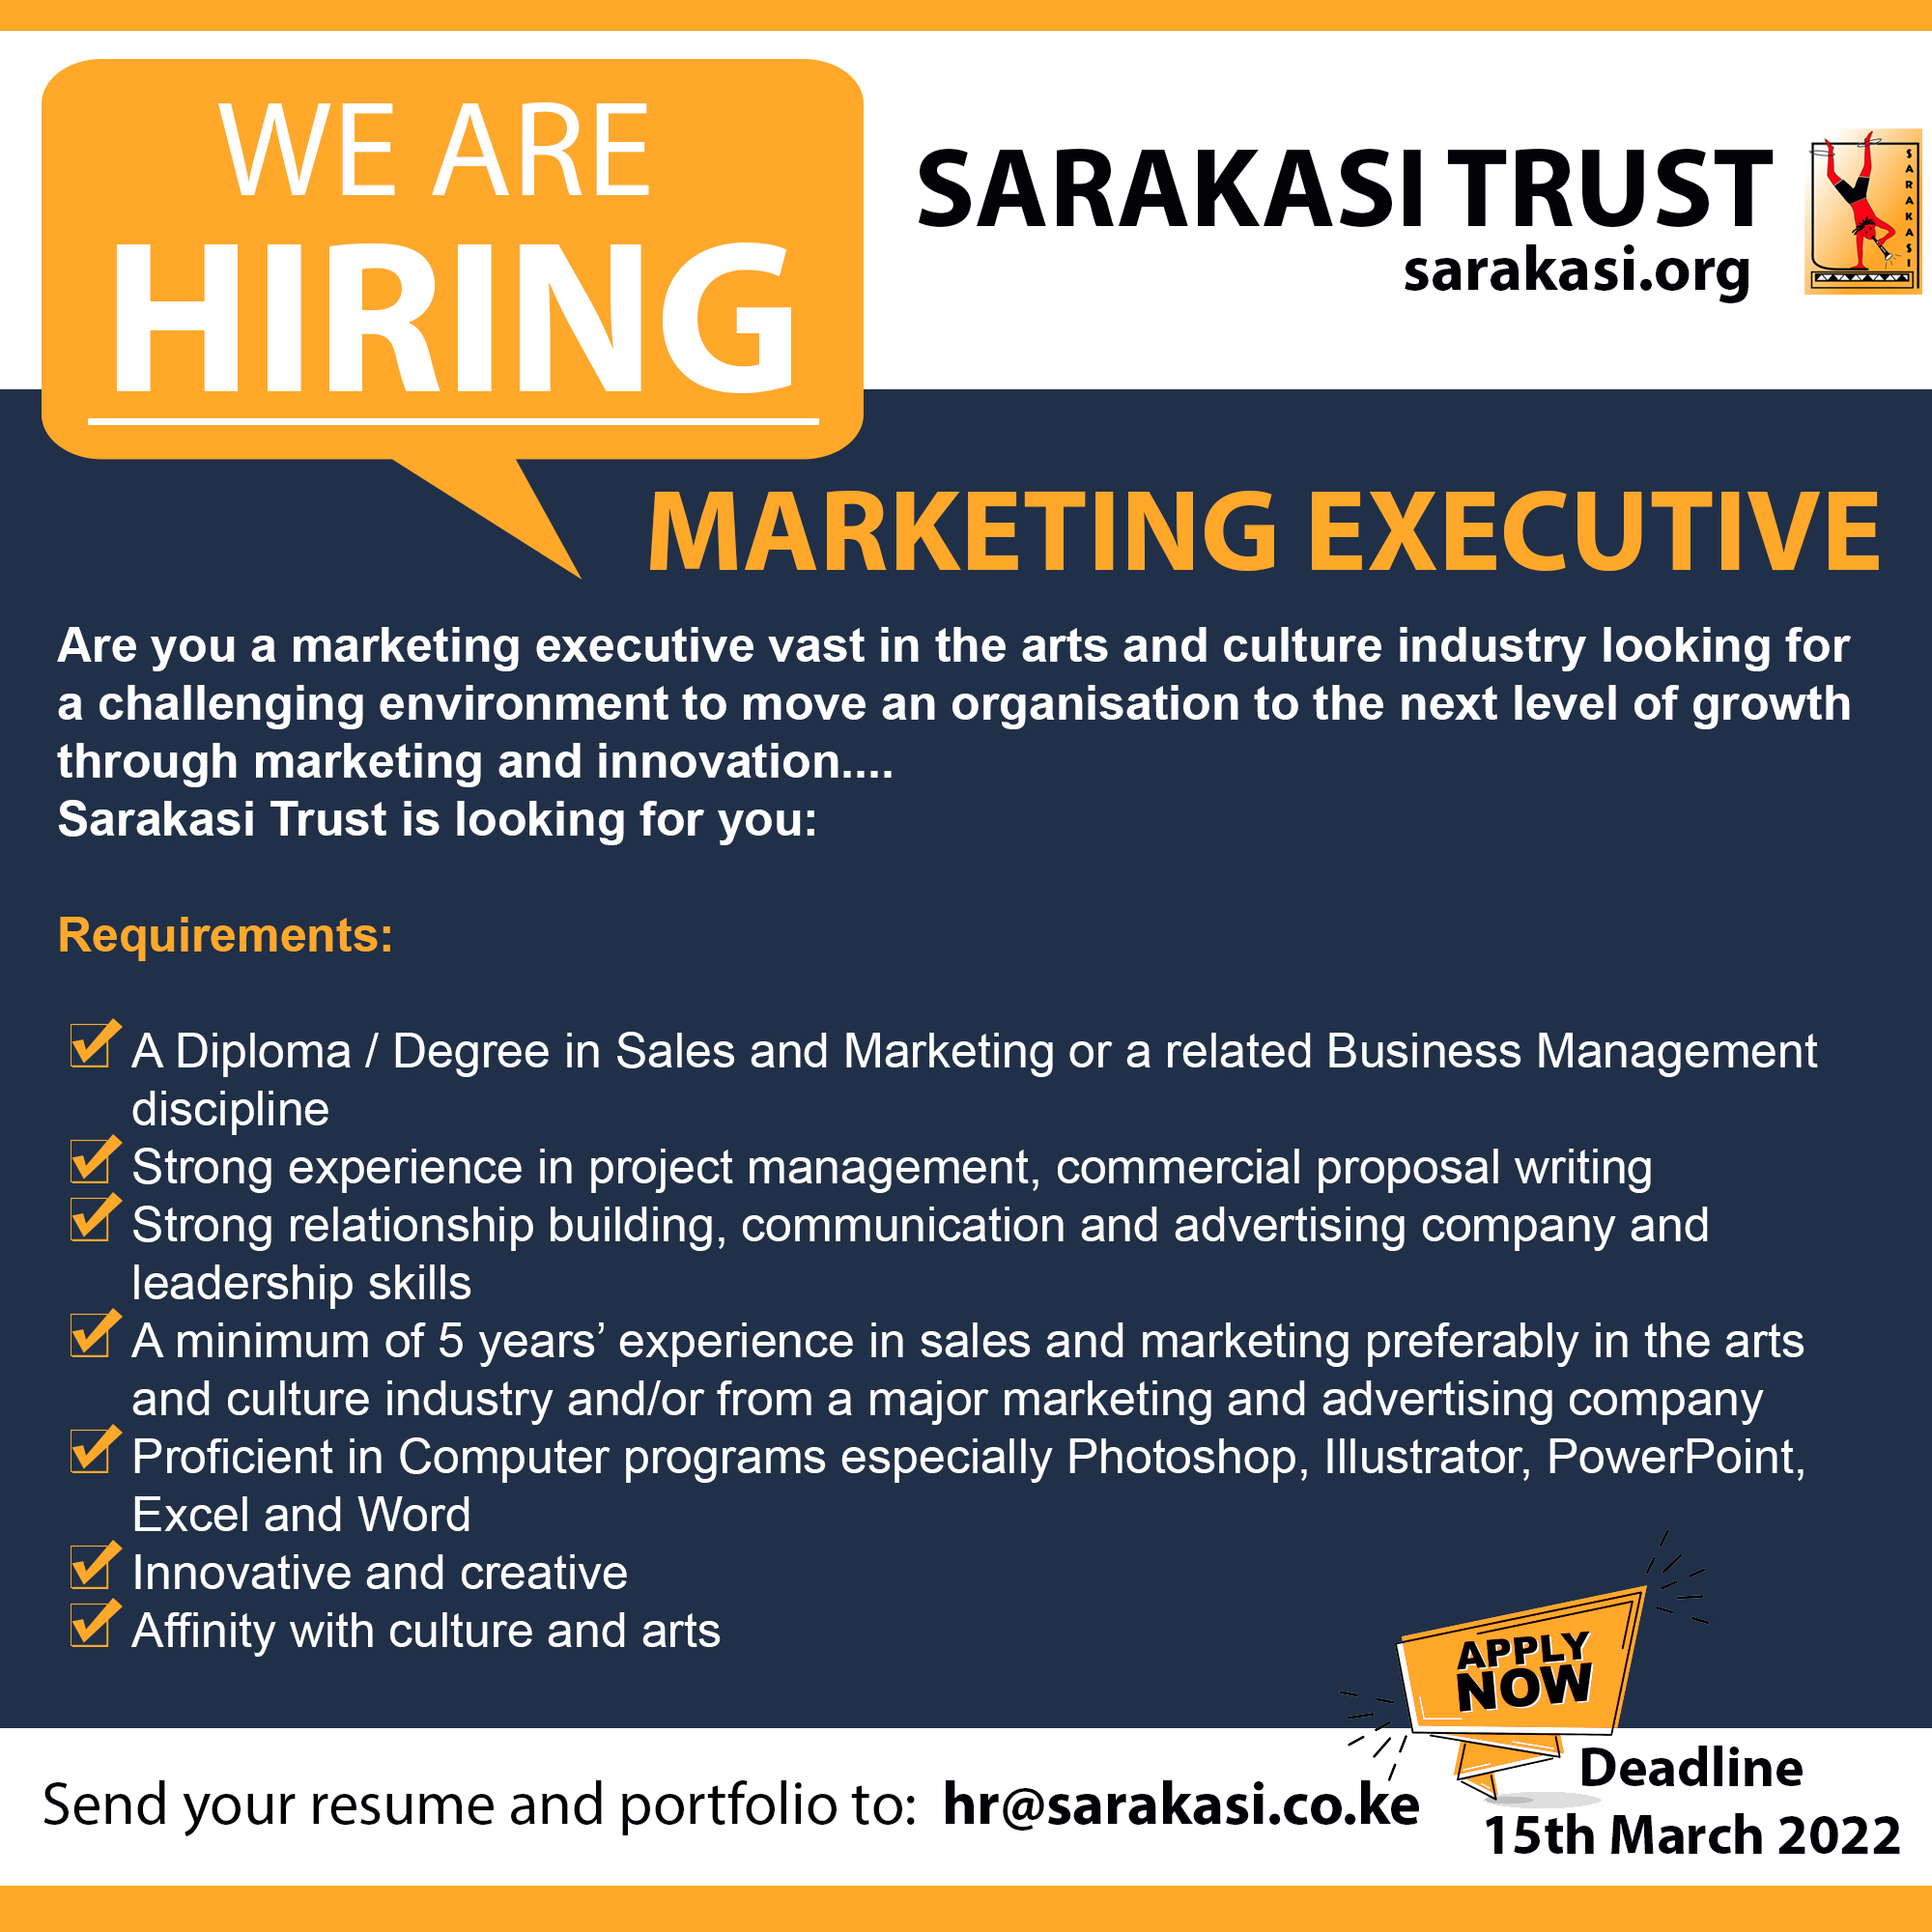 WE ARE
HIRING
SARAKASI TRUST
sarakasi.org
SARAKASI
MARKETING EXECUTIVE
Are you a marketing executive vast in the arts and culture industry looking for
a challenging environment to move an organisation to the next level of growth
through marketing and innovation....
Sarakasi Trust is looking for you:
Requirements:
A Diploma / Degree in Sales and Marketing or a related Business Management
discipline
Strong experience in project management, commercial proposal writing
Strong relationship building, communication and advertising company and
leadership skills
A minimum of 5 years’ experience in sales and marketing preferably in the arts
and culture industry and/or from a major marketing and advertising company
Proficient in Computer programs especially Photoshop, Illustrator, PowerPoint,
Excel and Word
Innovative and creative
Affinity with culture and arts
APPLY
NOW
Send your resume and portfolio to: hr@sarakasi.co.ke
Deadline
15th March 2022